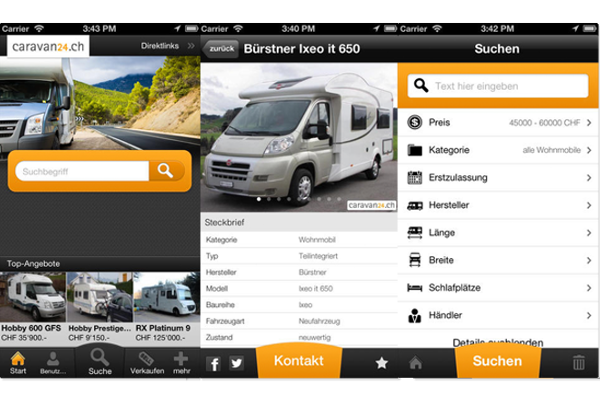 Carrier 3:43 PM
caravan24.ch Direktlinks >>
Suchbegriff
Top-Angebote
Hobby 600 GFS Hobby Prestige... RX Platinum 9
CHF 35'900.- CHF 9'150.- CHF 125'000.-
Start Benutz... Suche Verkaufen mehr
Carrier 3:40 PM
zurück Bürstner Ixeo it 650
caravan24.ch
Steckbrief
Kategorie Wohnmobil
Typ Teilintegriert
Hersteller Bürstner
Modell Ixeo it 650
Baureihe Ixeo
Fahrzeugart Neufahrzeug
Zustand neuwertig
Kontakt
Carrier 3:42 PM
Suchen
Text hier eingeben
Preis 45000 - 60000 CHF
Kategorie alle Wohnmobile
Erstzulassung
Hersteller
Länge
Breite
Schlafplätze
Händler
Details ausblenden
Suchen